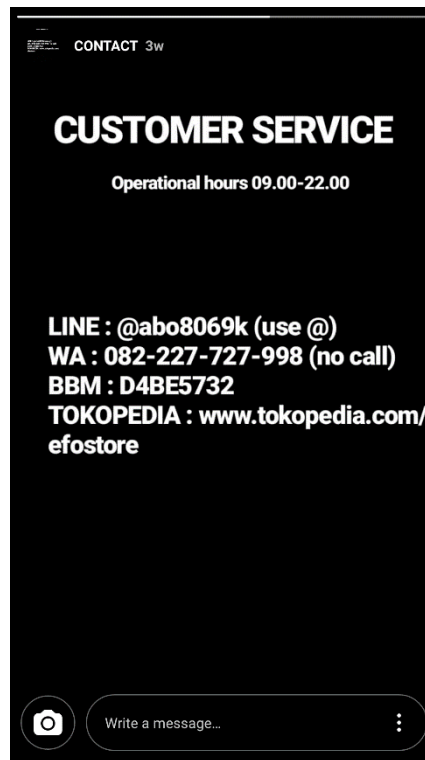 CONTACT 3w
CUSTOMER SERVICE
Operational hours 09.00-22.00
LINE : @abo8069k (use @)
WA : 082-227-727-998 (no call)
BBM : D4BE5732
TOKOPEDIA : www.tokopedia.com/
efostore
Write a message...